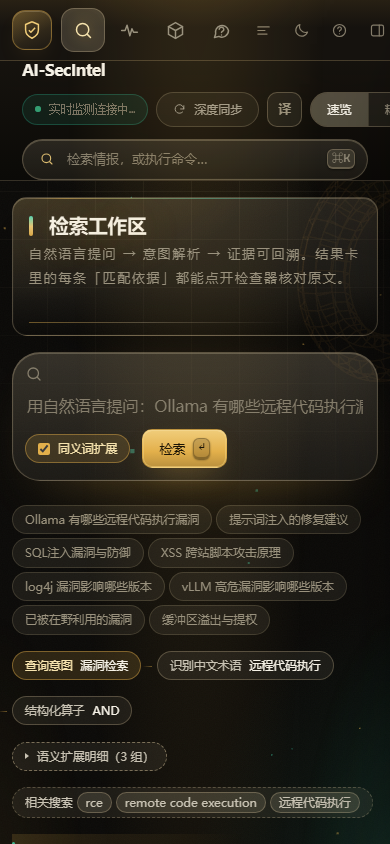 AI-SecIntel
实时监测连接中...
深度同步
译
速览
检索情报，或执行命令...
⌘K
检索工作区
自然语言提问 → 意图解析 → 证据可回溯。结果卡
里的每条「匹配依据」都能点开检查器核对原文。
用自然语言提问：Ollama 有哪些远程代码执行漏
同义词扩展
检索 ↵
Ollama 有哪些远程代码执行漏洞
提示词注入的修复建议
SQL注入漏洞与防御
XSS 跨站脚本攻击原理
log4j 漏洞影响哪些版本
vLLM 高危漏洞影响哪些版本
已被在野利用的漏洞
缓冲区溢出与提权
查询意图 漏洞检索
识别中文术语 远程代码执行
结构化算子 AND
语义扩展明细（3 组）
相关搜索 rce remote code execution 远程代码执行